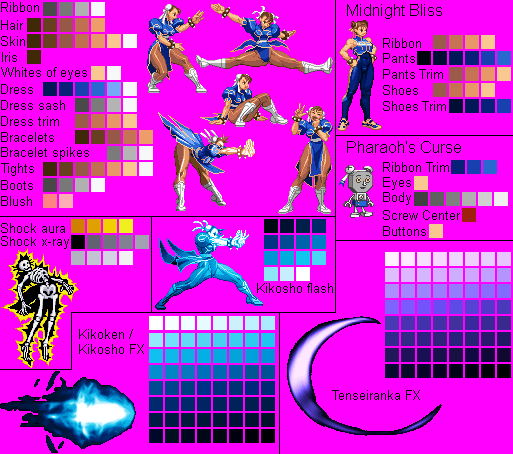 Ribbon
Hair
Skin
Iris
Whites of eyes
Dress
Dress sash
Dress trim
Bracelets
Bracelet spikes
Tights
Boots
Blush
Midnight Bliss
Ribbon
Pants
Pants Trim
Shoes
Shoes Trim
Pharaoh's Curse
Ribbon Trim
Eyes
Body
Screw Center
Buttons
Shock aura
Shock x-ray
Kikosho flash
Kikoken /
Kikosho FX
Tenseiranka FX